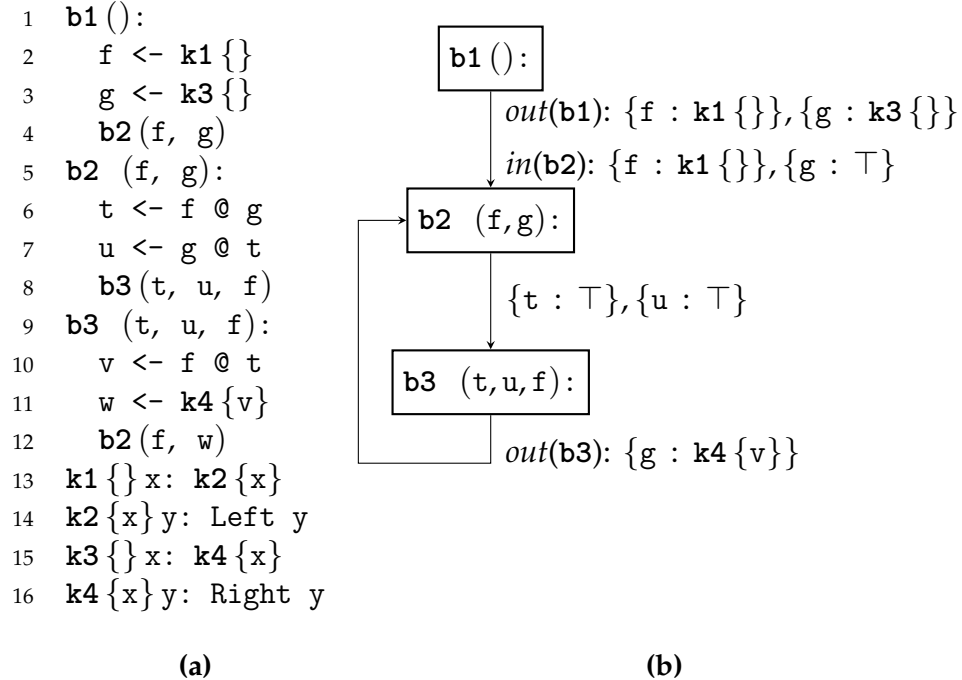 1 b1():
2 f <- k1{}
3 g <- k3{}
4 b2(f, g)
5 b2 (f, g):
6 t <- f @ g
7 u <- g @ t
8 b3(t, u, f)
9 b3 (t, u, f):
10 v <- f @ t
11 w <- k4{v}
12 b2(f, w)
13 k1{}x: k2{x}
14 k2{x}y: Left y
15 k3{}x: k4{x}
16 k4{x}y: Right y
(a)
b1():
out(b1): {f : k1{}},{g : k3{}}
in(b2): {f : k1{}},{g : ⊤}
b2 (f,g):
{t : ⊤},{u : ⊤}
b3 (t,u,f):
out(b3): {g : k4{v}}
(b)